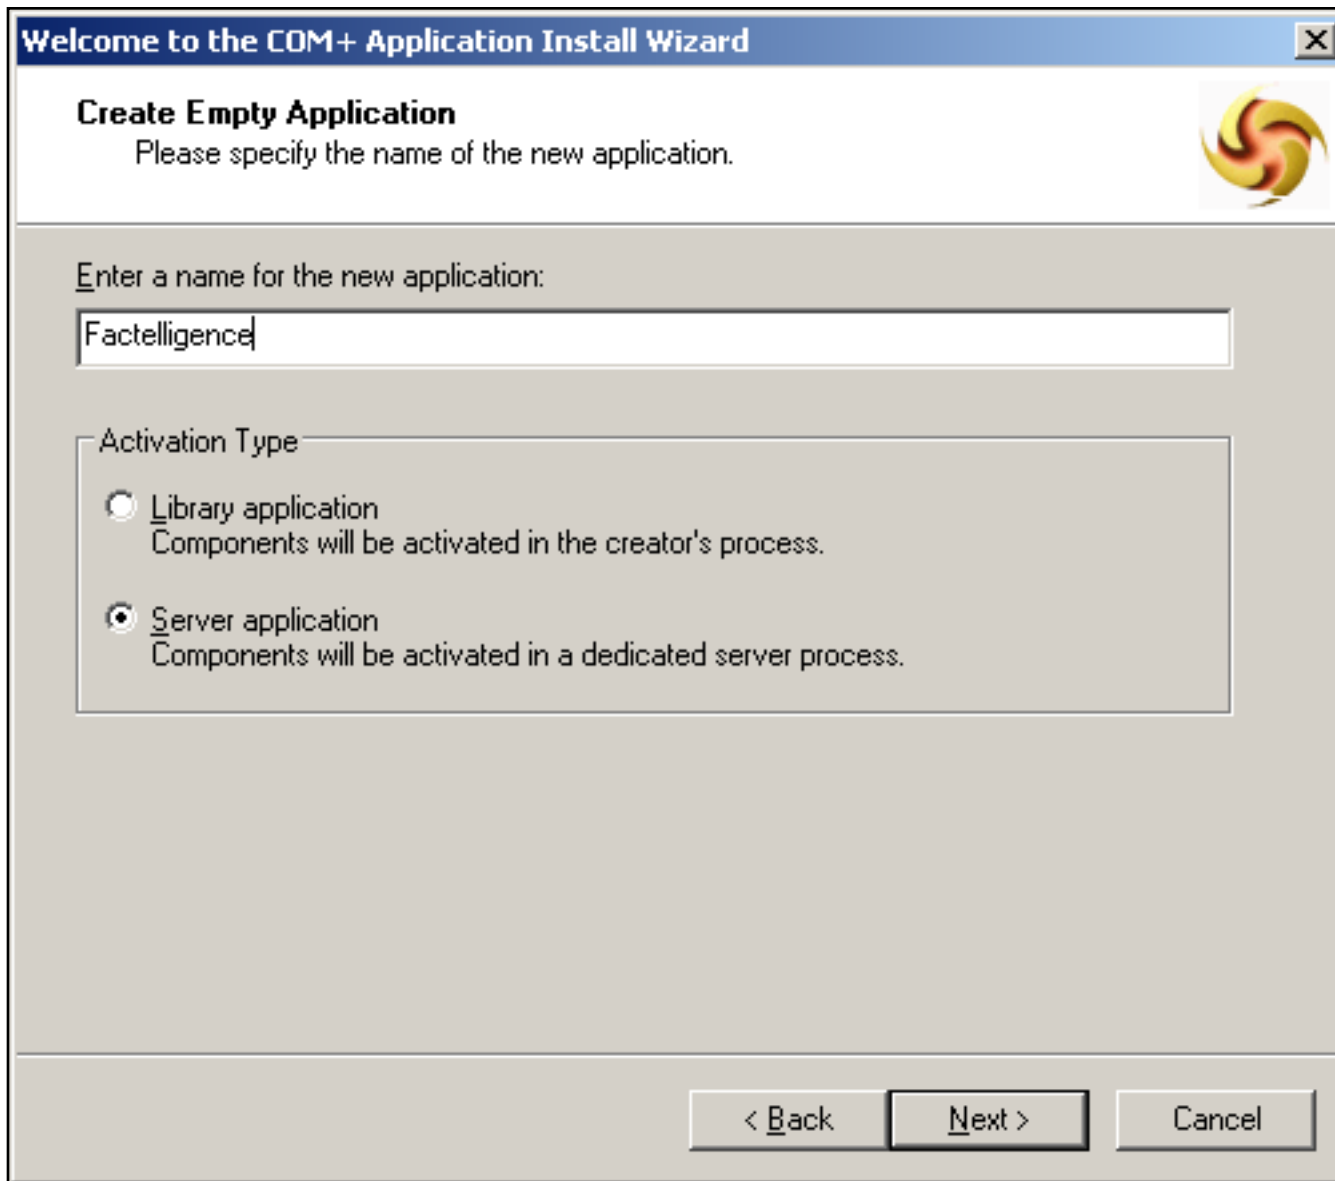 Welcome to the COM+ Application Install Wizard
Create Empty Application
Please specify the name of the new application.
Enter a name for the new application:
Factelligence
Activation Type
Library application
Components will be activated in the creator's process.
Server application
Components will be activated in a dedicated server process.
< Back Next > Cancel